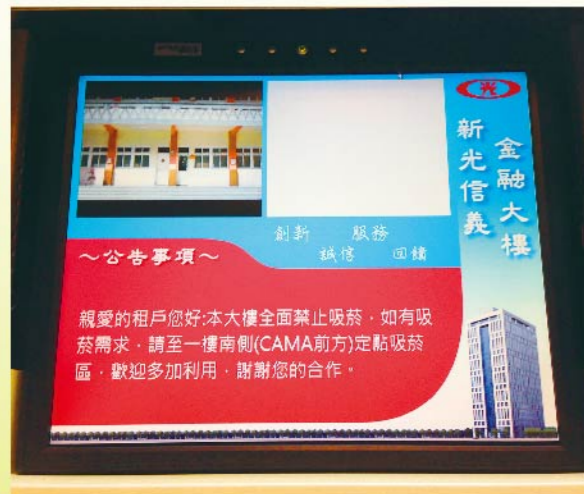 光
新光信義
金融大樓
創新 服務
誠信 回饋
～公告事項～
親愛的租戶您好:本大樓全面禁止吸菸，如有吸
菸需求，請至一樓南側(CAMA前方)定點吸菸
區，歡迎多加利用，謝謝您的合作。